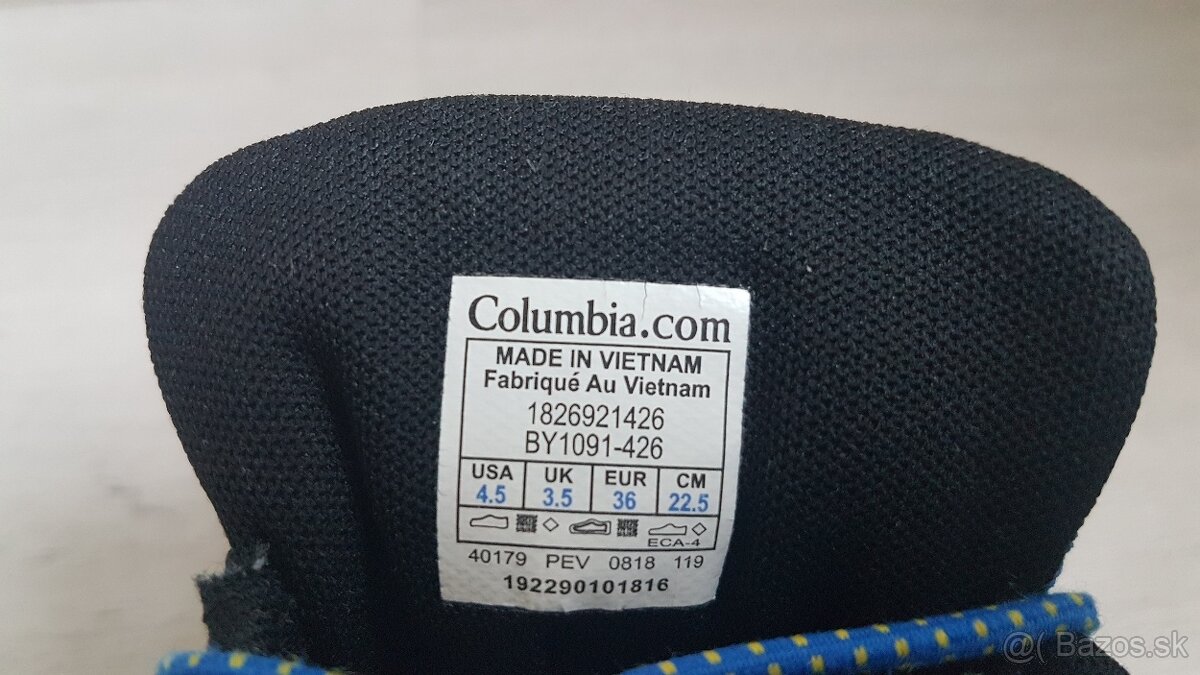 Columbia.com
MADE IN VIETNAM
Fabriqué Au Vietnam
1826921426
BY1091-426
USA UK EUR CM
4.5 3.5 36 22.5
ECA-4
40179 PEV 0818 119
192290101816
@( Bazos.sk